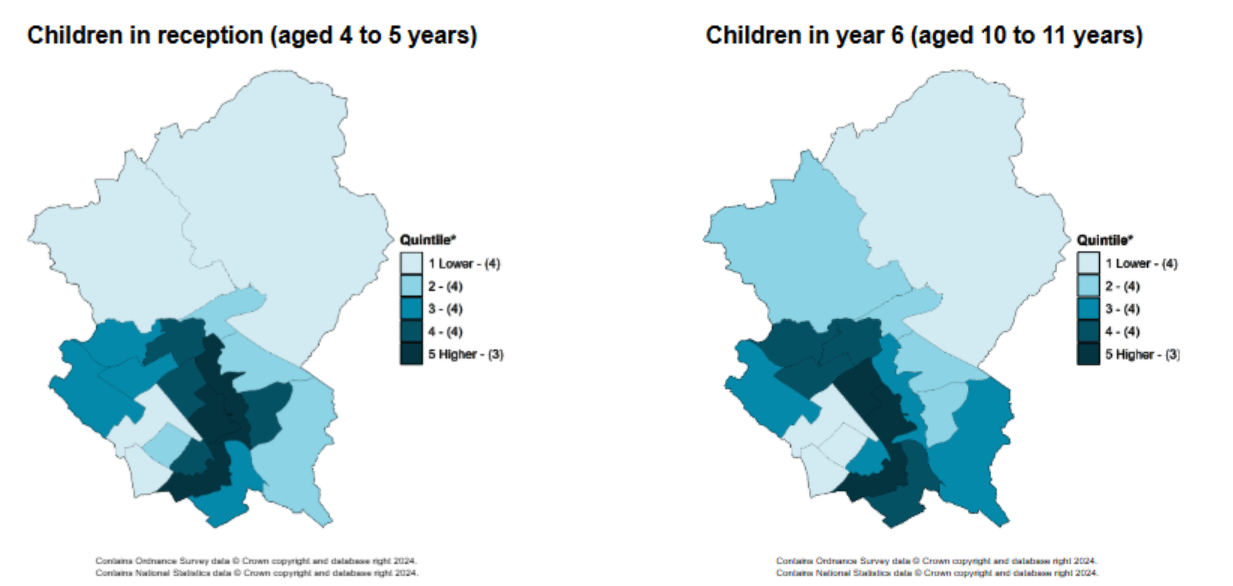 Children in reception (aged 4 to 5 years)
Quintile*
1 Lower - (4)
2 - (4)
3 - (4)
4 - (4)
5 Higher - (3)
Contains Ordnance Survey data © Crown copyright and database right 2024.
Contains National Statistics data © Crown copyright and database right 2024.
Children in year 6 (aged 10 to 11 years)
Quintile*
1 Lower - (4)
2 - (4)
3 - (4)
4 - (4)
5 Higher - (3)
Contains Ordnance Survey data © Crown copyright and database right 2024.
Contains National Statistics data © Crown copyright and database right 2024.